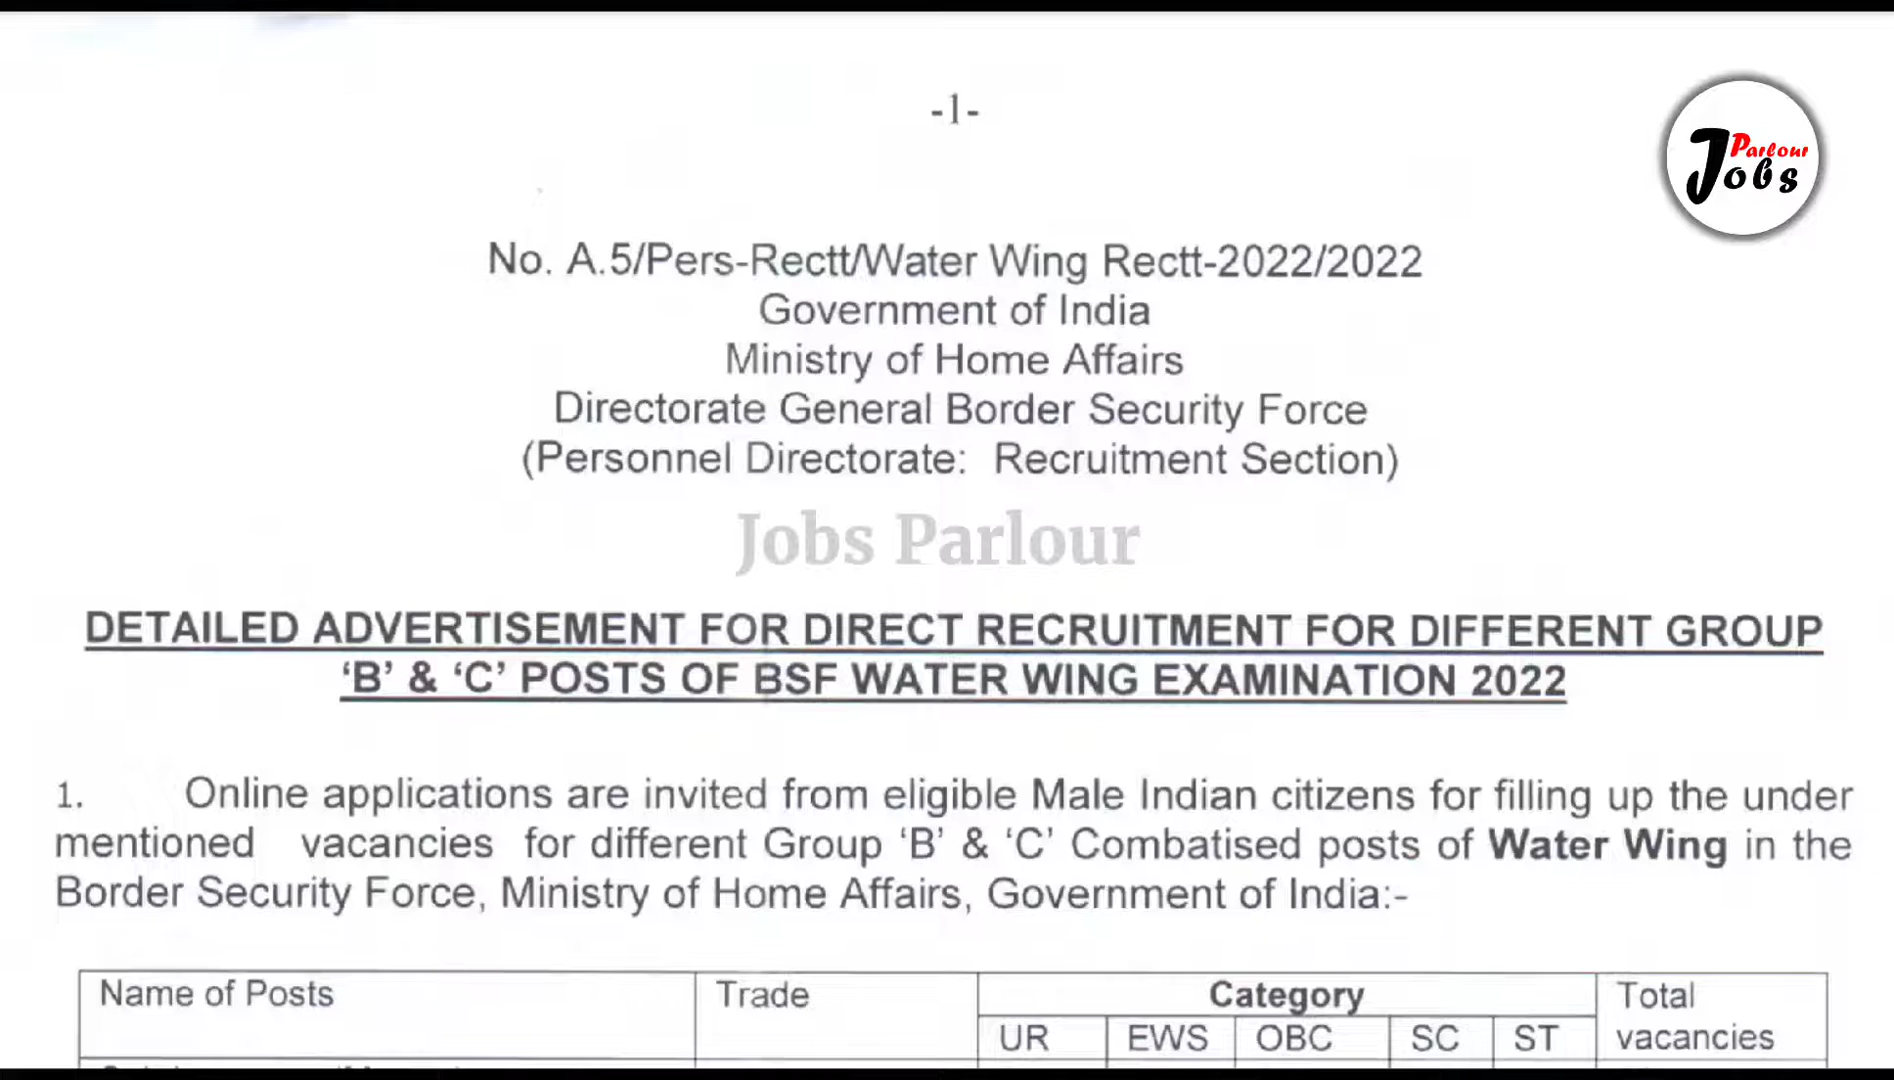 -1-
Parlour
Jobs
No. A.5/Pers-Rectt/Water Wing Rectt-2022/2022
Government of India
Ministry of Home Affairs
Directorate General Border Security Force
(Personnel Directorate: Recruitment Section)
Jobs Parlour
DETAILED ADVERTISEMENT FOR DIRECT RECRUITMENT FOR DIFFERENT GROUP
‘B’ & ‘C’ POSTS OF BSF WATER WING EXAMINATION 2022
1. Online applications are invited from eligible Male Indian citizens for filling up the under
mentioned vacancies for different Group ‘B’ & ‘C’ Combatised posts of Water Wing in the
Border Security Force, Ministry of Home Affairs, Government of India:-
Name of Posts Trade Category Total
UR EWS OBC SC ST vacancies